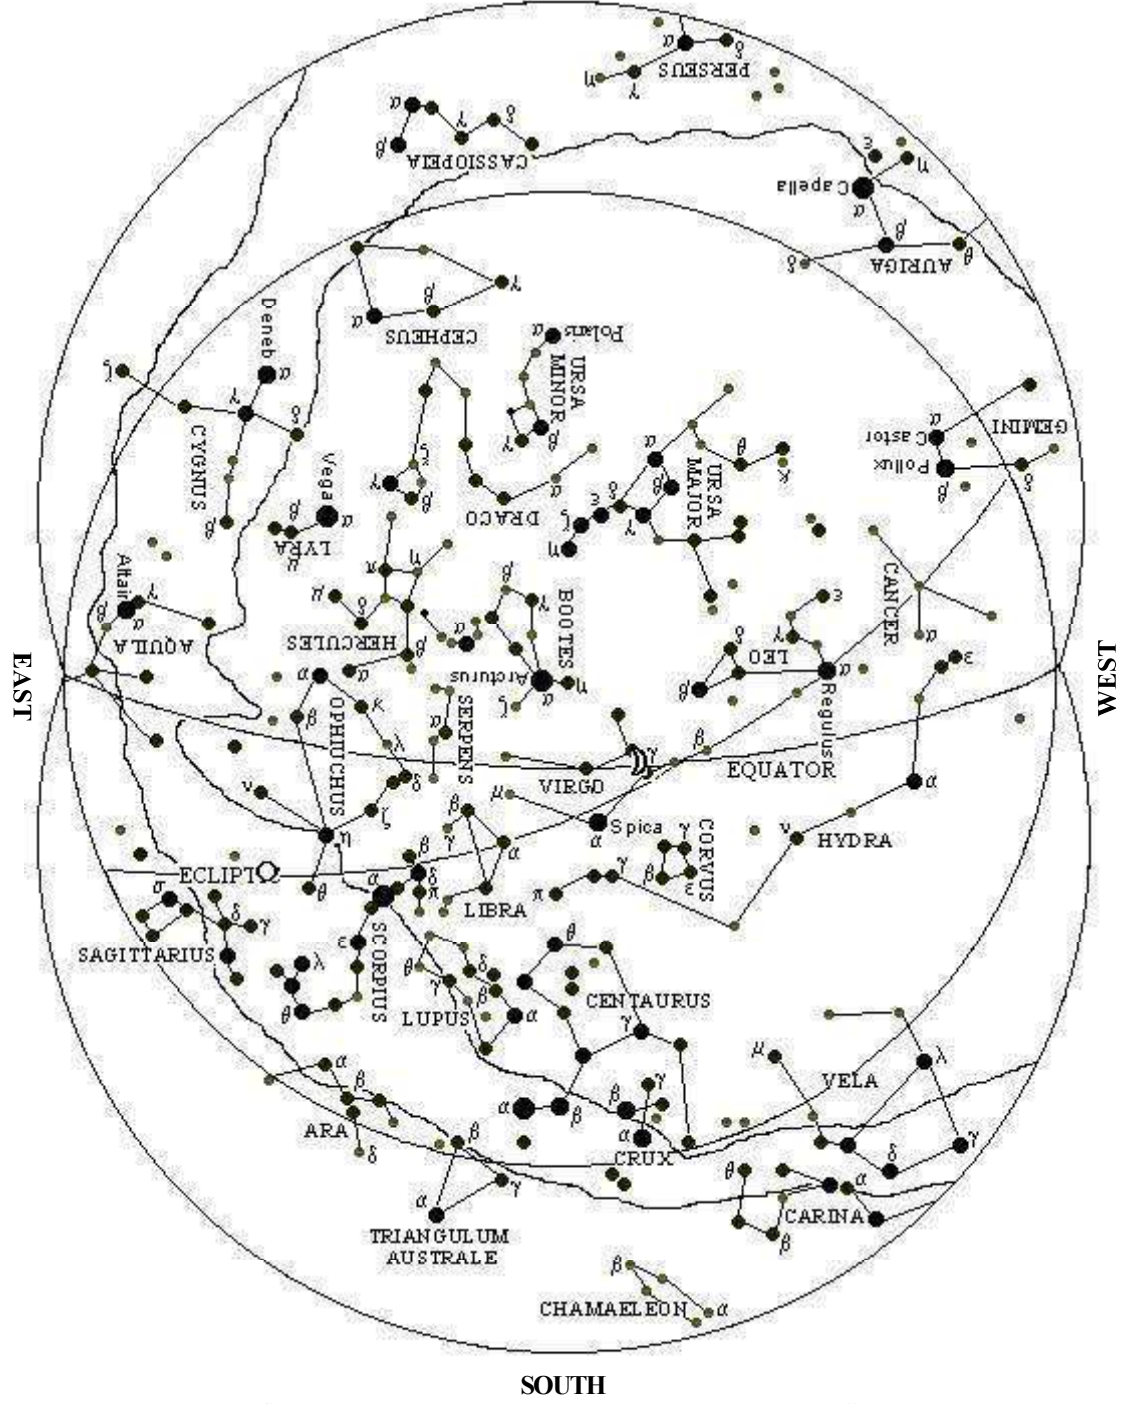 α δ
PERSEUS
η γ
α γ δ
β
CASSIOPEIA
ε η
Capella
α
β
δ θ
AURIGA
γ
β
α
CEPHEUS
α Polaris
URSA
MINOR
γ β
Deneb
α
ζ
γ
δ
CYGNUS
β
Vega
α
β
LYRA
μ
ζ
γ
β
α
DRACO
α
θ
κ
β
URSA
MAJOR
δ
ε
ζ
γ
η
α
Castor
Pollux
β
GEMINI
δ
Altair
γ
β
α
AQUILA
π
η
μ
δ
HERCULES
β
α
β
γ
BOOTES
α
Arcturus
η
ζ
ε
γ
LEO
δ
β
α
Regulus
CANCER
α
ε
EAST
WEST
α
β
κ
OPHIUCHUS
λ
δ
ν
ζ
η
θ
α
SERPENS
γ
β
VIRGO
EQUATOR
μ
Spica
α
α
β
γ
α
LIBRA
γ
β
ε
CORVUS
ν
HYDRA
γ
π
ECLIPTIC
β
δ
π
α
σ
δ
γ
SAGITTARIUS
ε
SCORPIUS
λ
θ
θ
δ
γ
β
LUPUS
α
θ
CENTAURUS
γ
μ
λ
VELA
α
β
ARA
δ
α
β
γ
β
α
CRUX
δ
γ
β
α
γ
TRIANGULUM
AUSTRALE
θ
α
CARINA
β
β
CHAMAELEON
α
SOUTH